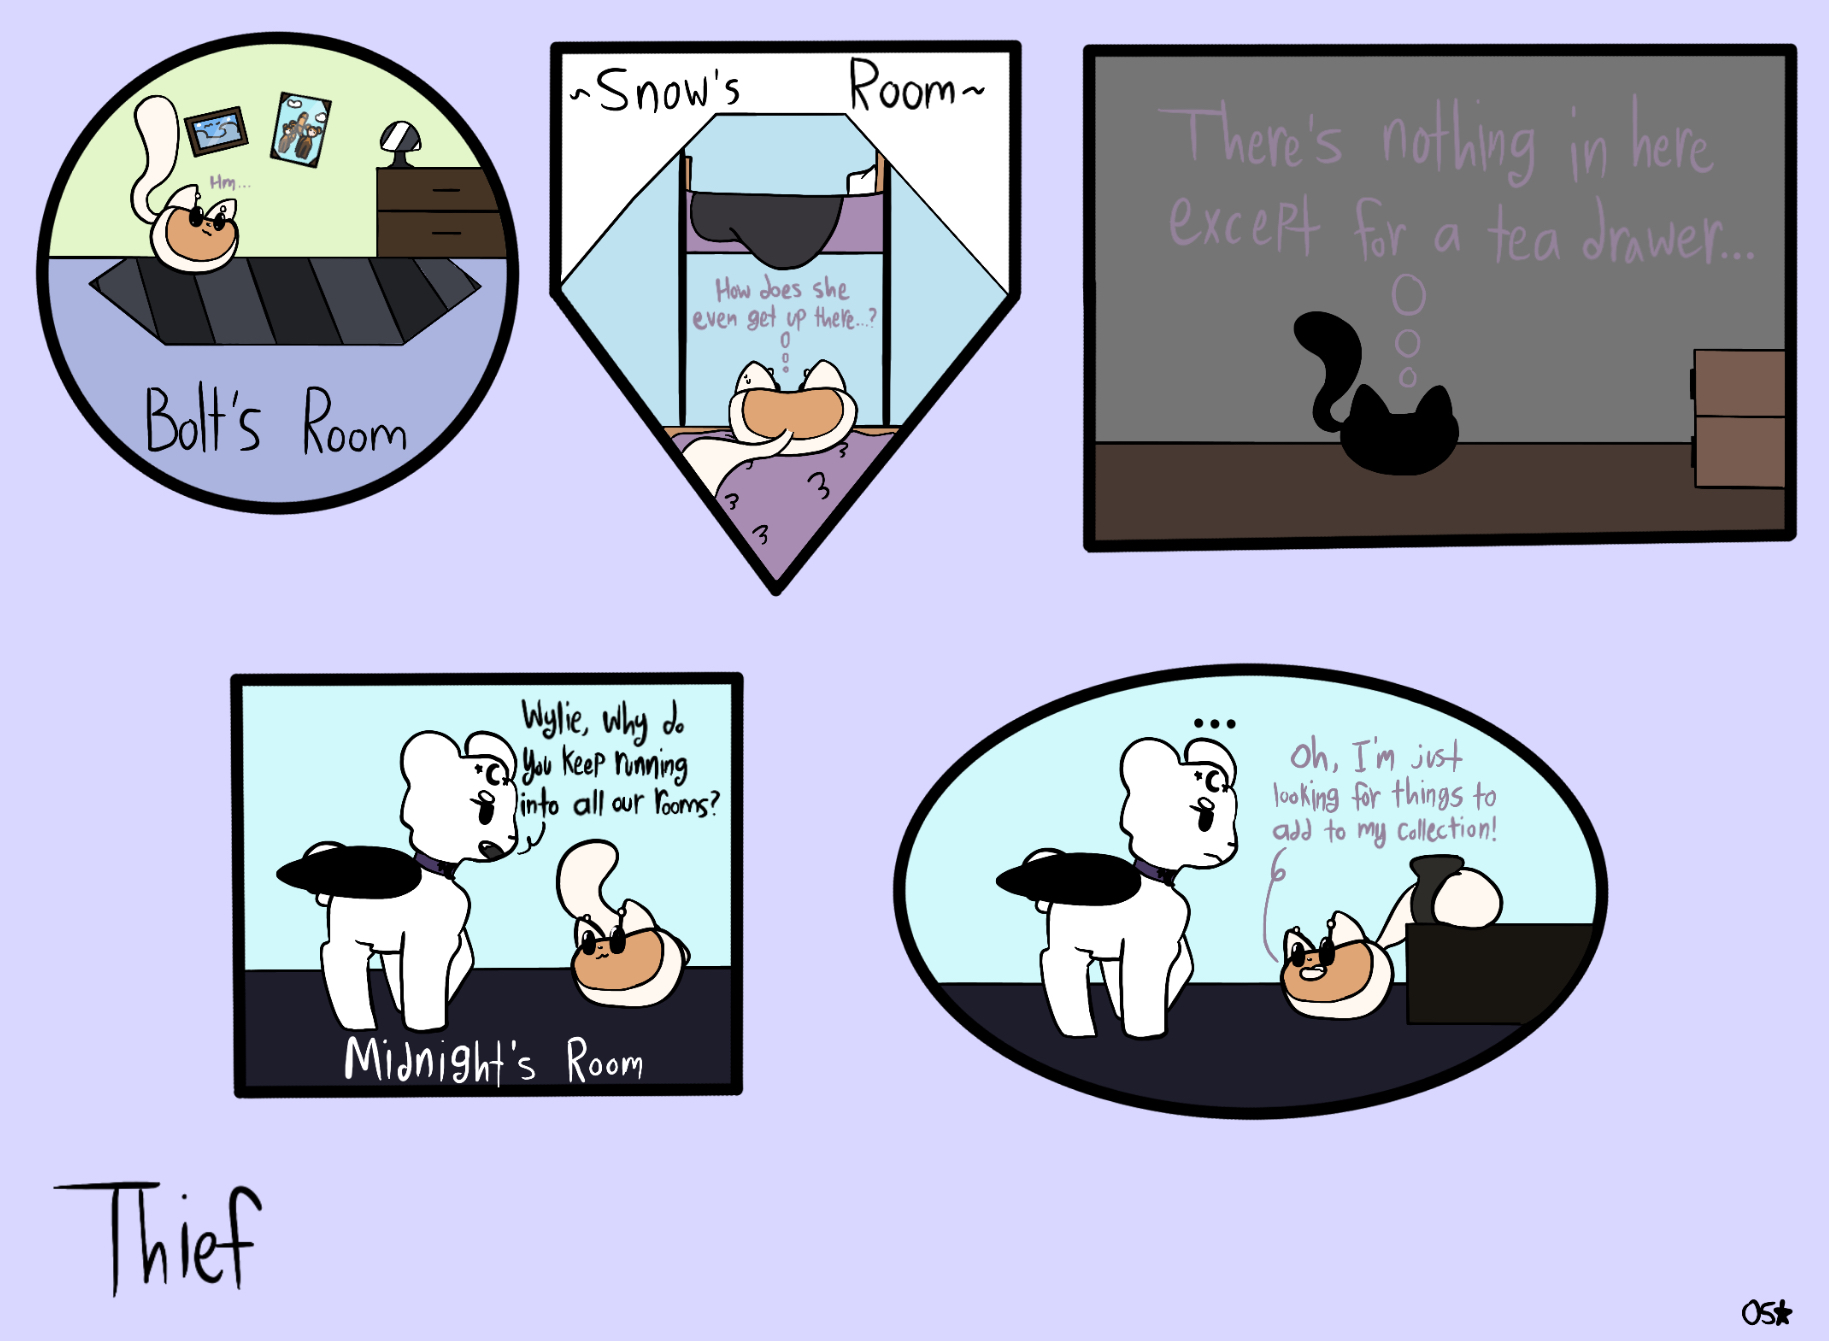 Hm...
Bolt's Room
~Snow's Room~
How does she
even get up there...?
There's nothing in here
except for a tea drawer...
Wylie, why do
you keep running
into all our rooms?
Midnight's Room
...
Oh, I'm just
looking for things to
add to my collection!
Thief
OS★